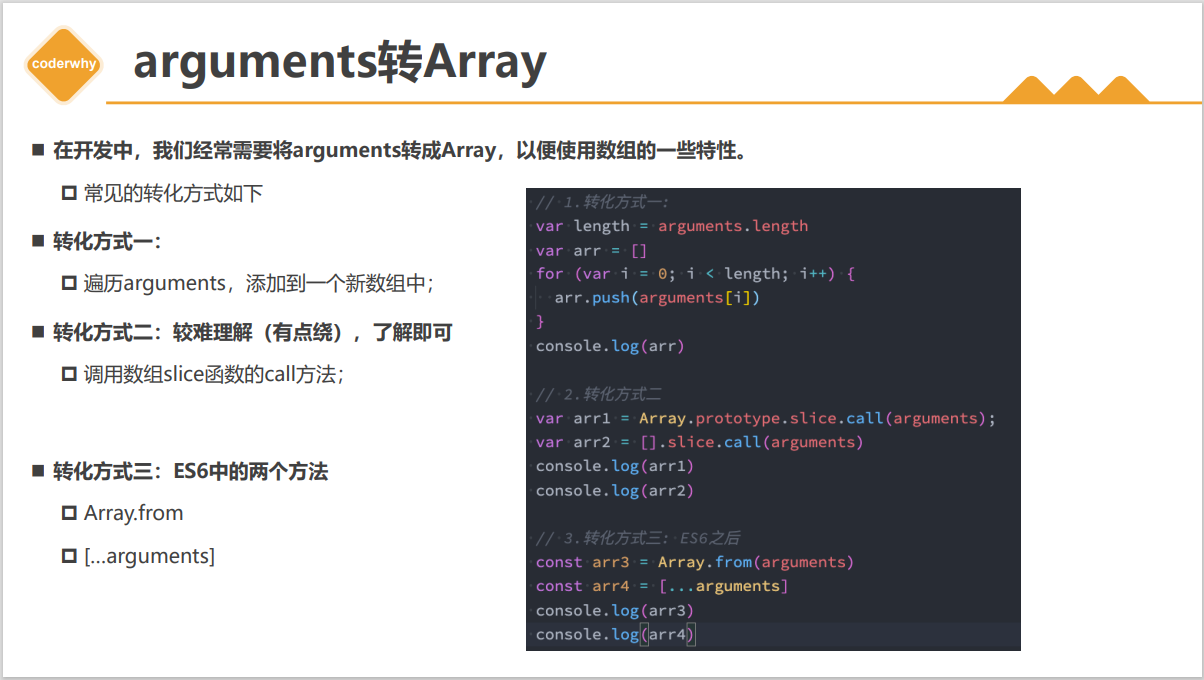 coderwhy
arguments转Array
在开发中，我们经常需要将arguments转成Array，以便使用数组的一些特性。
常见的转化方式如下
转化方式一：
遍历arguments，添加到一个新数组中；
转化方式二：较难理解（有点绕），了解即可
调用数组slice函数的call方法；
转化方式三：ES6中的两个方法
Array.from
[…arguments]
// 1.转化方式一:
var length = arguments.length
var arr = []
for (var i = 0; i < length; i++) {
  arr.push(arguments[i])
}
console.log(arr)
// 2.转化方式二
var arr1 = Array.prototype.slice.call(arguments);
var arr2 = [].slice.call(arguments)
console.log(arr1)
console.log(arr2)
// 3.转化方式三: ES6之后
const arr3 = Array.from(arguments)
const arr4 = [...arguments]
console.log(arr3)
console.log(arr4)